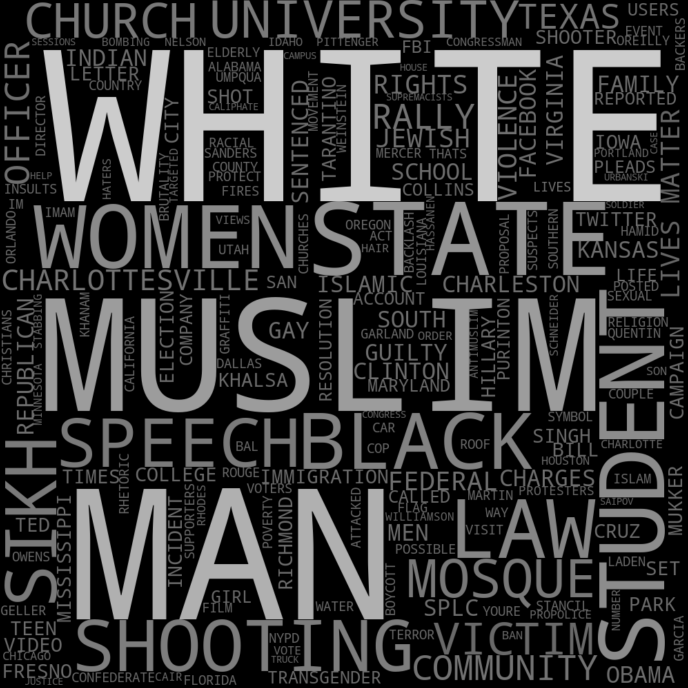 CHURCH UNIVERSITY TEXAS USERS
SESSIONS BOMBING NELSON IDAHO PITTENGER FBI CONGRESSMAN SHOOTER EVENT
OREILLY
BACKERS
OFFICER
INDIAN
LETTER
COUNTRY
ELDERLY
ALABAMA
UMPQUA
CAMPUS
HOUSE
WHITE
SHOT
CALIPHATE
RIGHTS
SUPREMACISTS
RALLY
JEWISH
MERCER THATS
SCHOOL
COLLINS
FAMILY
REPORTED
IOWA
PORTLAND
PLEADS
URBANSKI
CASE
MATTER
DIRECTOR
HATERS
BRUTALITY
TARGETED
CITY
RACIAL
SANDERS
COUNTY
PROTECT
FIRES
SENTENCED
MOVEMENT
TARANTINO
WEINSTEIN
VIOLENCE
FACEBOOK
VIRGINIA
HELP
INSULTS
IM
ORLANDO
IMAM
LIVES
SOLDIER
WOMEN
VIEWS
UTAH
CHURCHES
STATE
OREGON
ACT
HAIR
BACKLASH
LOUISIANA
HASSANEN
PROPOSAL
SUSPECTS
SOUTHERN
TWITTER
HAMID
KANSAS
LIVES
CHARLOTTESVILLE SAN ISLAMIC CHARLESTON LIFE
POSTED
SEXUAL
CHRISTIANS
REPUBLICAN
MINNESOTA
STABBING
MUSLIM
KHANAM
CALIFORNIA
ELECTION
COMPANY
GRAFFITI
GAY
DALLAS
KHALSA
RESOLUTION
ACCOUNT
SOUTH
GARLAND ORDER
GUILTY
CLINTON
MARYLAND
ANTIMUSLIM
HILLARY
PURINTON
SCHNEIDER
RELIGION
QUENTIN
SON
COUPLE
CAMPAIGN
STUDENT
SPEECH
BAL
BLACK
CONGRESS
CAR
COP
ROOF
SYMBOL
SINGH
BILL
HOUSTON
CHARLOTTE
SIKH
TIMES
RHETORIC
COLLEGE ROUGE IMMIGRATION FEDERAL CHARGES
ISLAM
SAIPOV
MUKKER
TED
OWENS
MISSISSIPPI
MAN
INCIDENT
SUPPORTERS
RHODES
VOTERS
POVERTY
RICHMOND
ATTACKED
CALLED
FLAG
WILLIAMSON
MEN
POSSIBLE
MARTIN
WAY
VISIT
PROTESTERS
LAW
CRUZ
LADEN
SET
MOSQUE
BOYCOTT
GELLER
TEEN
VIDEO
CHICAGO
FRESNO
JUSTICE
GIRL
FILM
WATER
SPLC YOURE STANCIL
PROPOLICE
NUMBER
PARK
GARCIA
SHOOTING
NYPD
VOTE
TRUCK
TERROR
VICTIM
BAN
CONFEDERATE CAIR FLORIDA TRANSGENDER COMMUNITY OBAMA